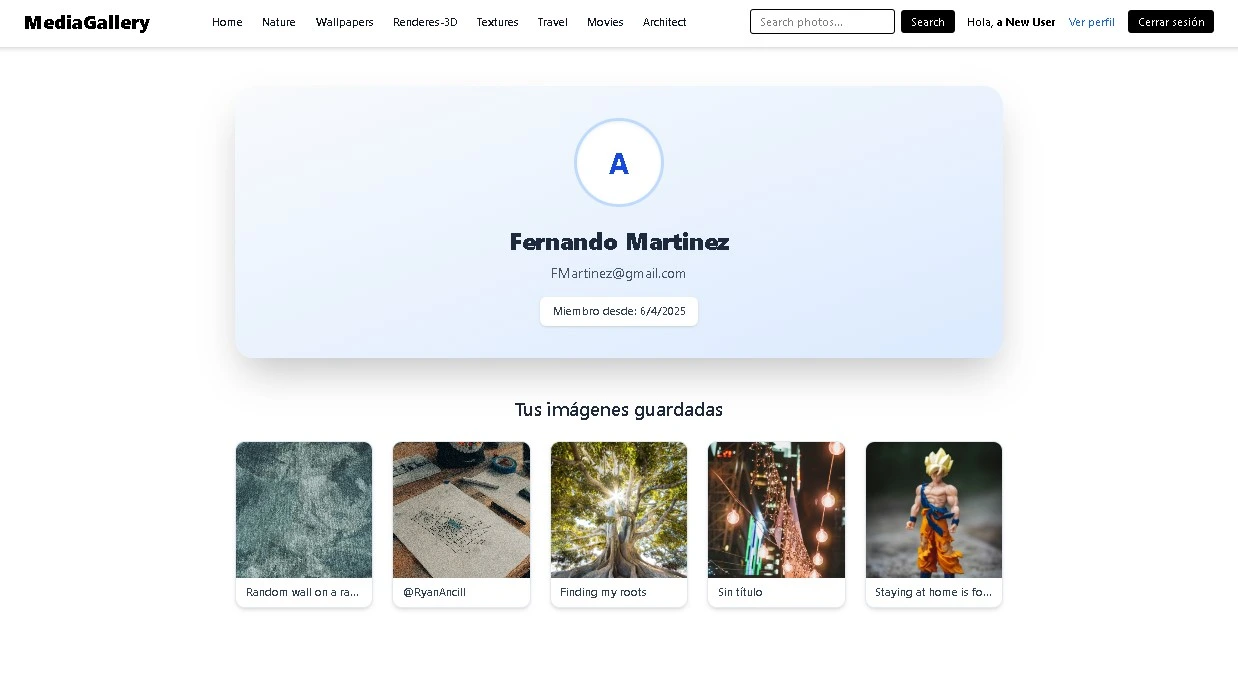 MediaGallery
Home Nature Wallpapers Renderes-3D Textures Travel Movies Architect
Search photos... Search Hola, a New User Ver perfil Cerrar sesión
A
Fernando Martinez
FMartinez@gmail.com
Miembro desde: 6/4/2025
Tus imágenes guardadas
Random wall on a ra...
@RyanAncill
Finding my roots
Sin título
Staying at home is fo...